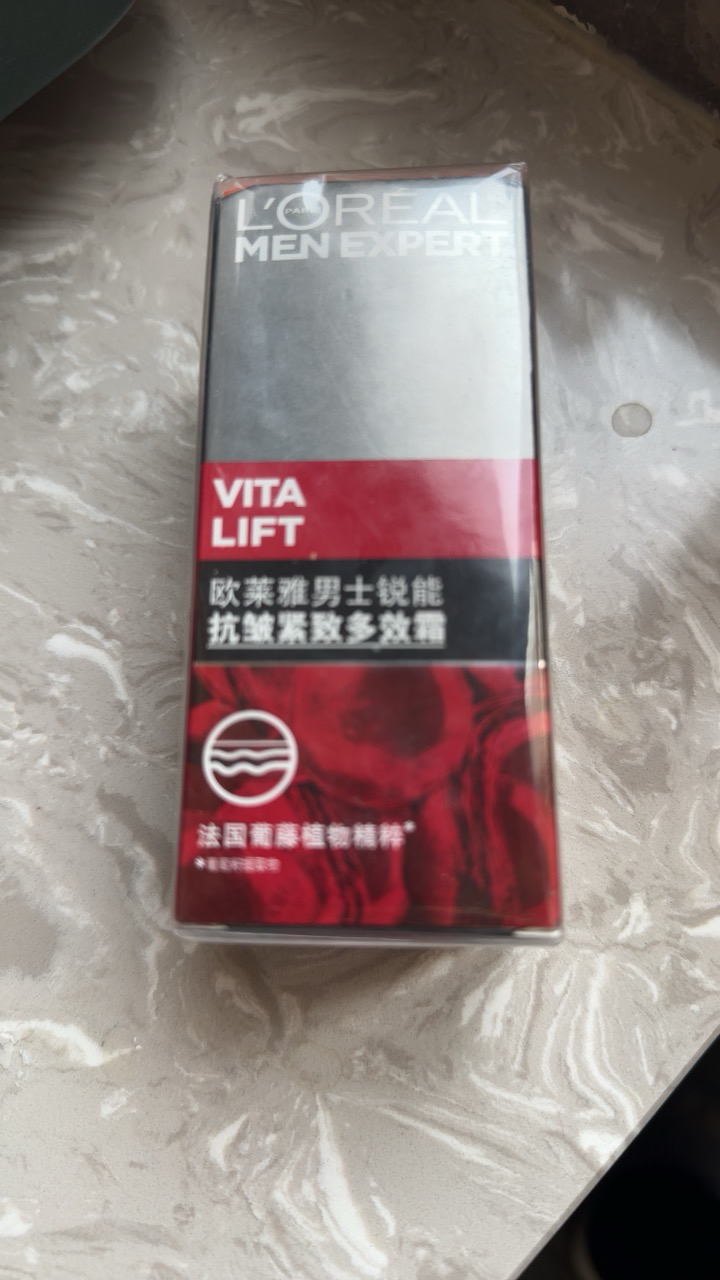 L'ORÉAL
PARIS
MEN EXPERT
VITA
LIFT
欧莱雅男士锐能
抗皱紧致多效霜
法国葡藤植物精粹*